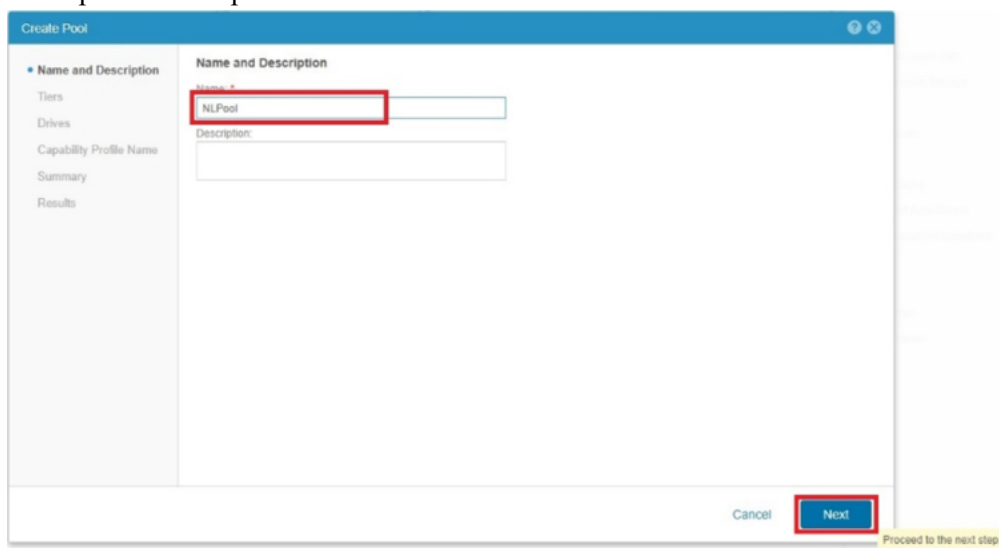 Create Pool
Name and Description
Tiers
Drives
Capability Profile Name
Summary
Results
Name and Description
Name: *
NLPool
Description:
Cancel
Next
Proceed to the next step